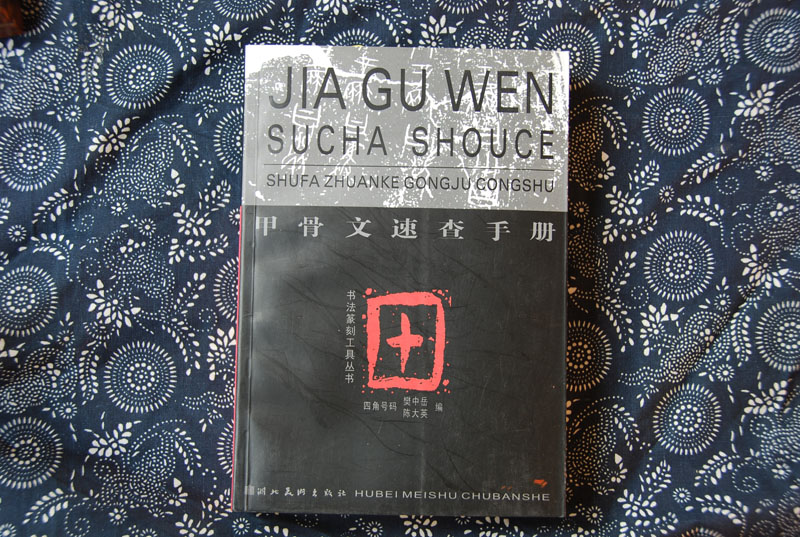 JIA GU WEN
SUCHA SHOUCE
SHUFA ZHUANKE GONGJU CONGSHU
甲骨文速查手册
书法篆刻工具丛书
四角号码 樊中岳 陈大英 编
湖北美术出版社 HUBEI MEISHU CHUBANSHE